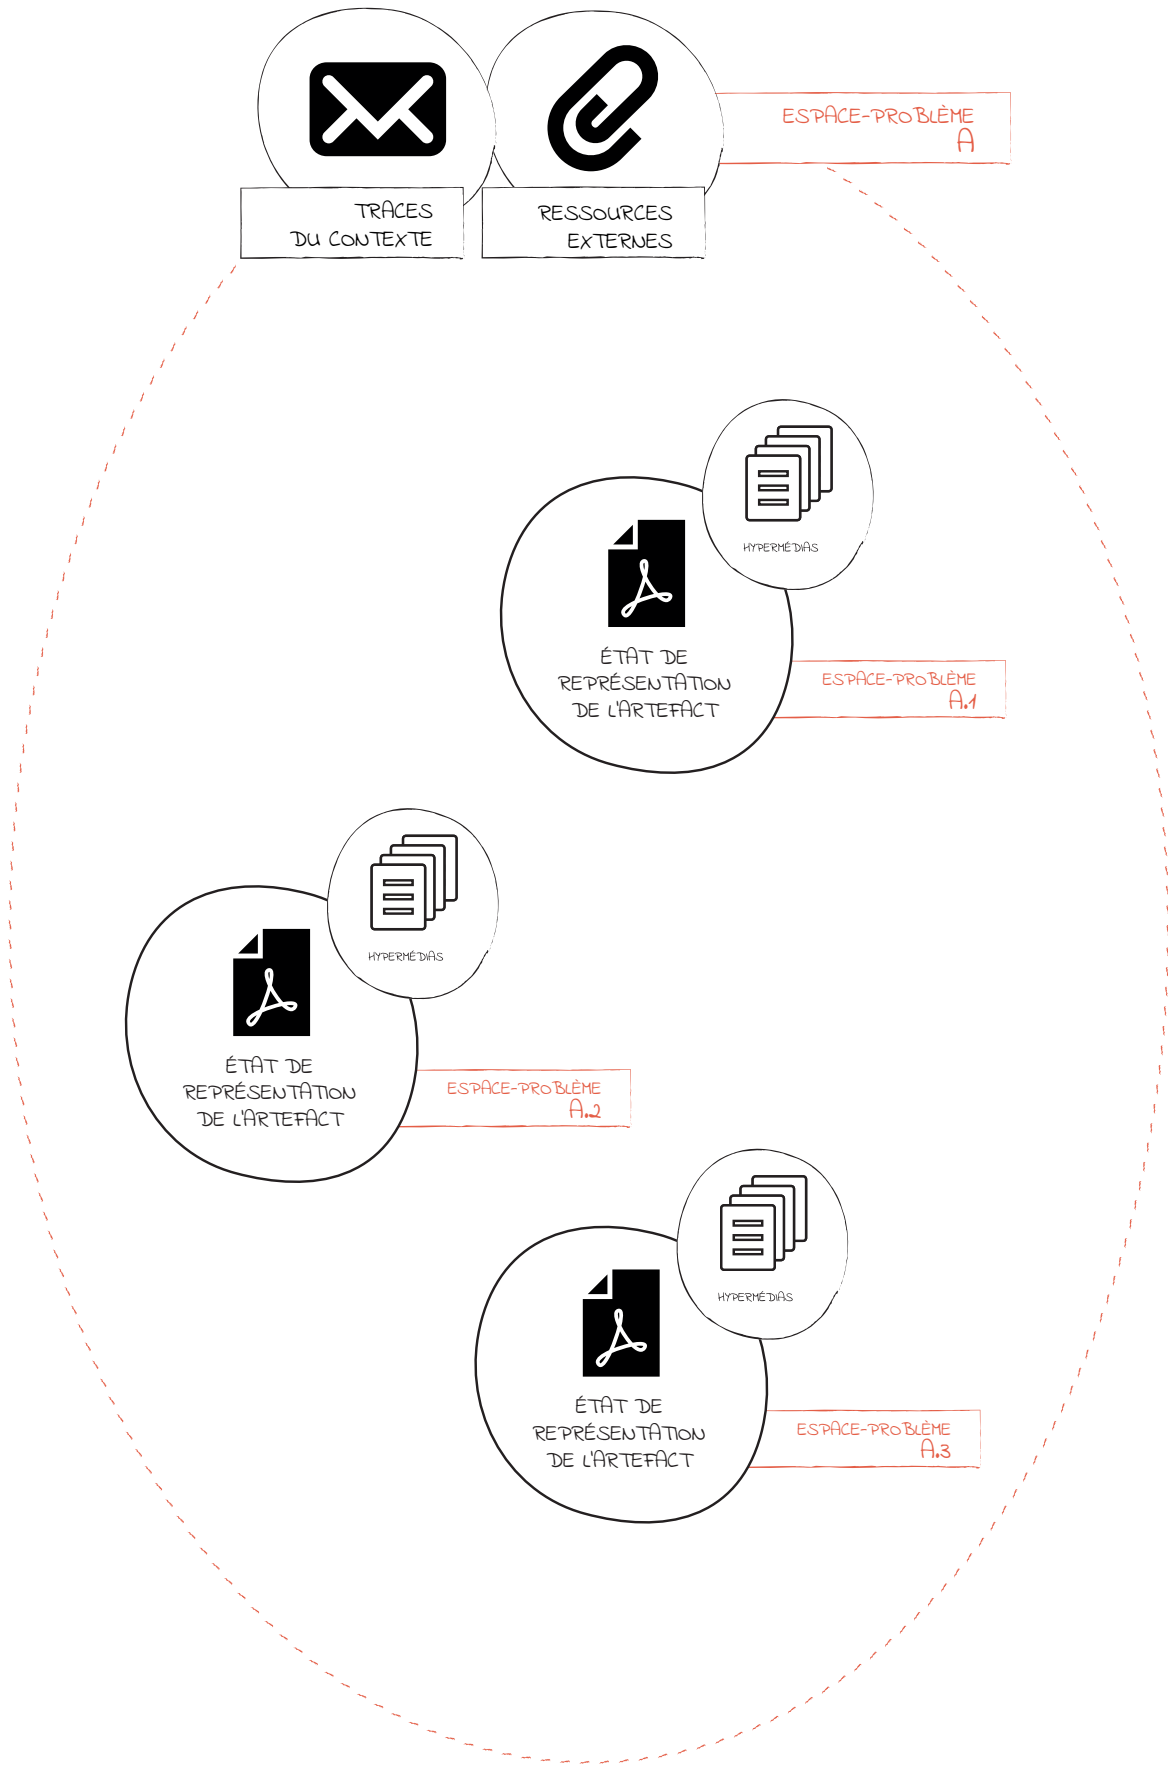 ESPACE-PROBLÈME
A
TRACES
DU CONTEXTE
RESSOURCES
EXTERNES
HYPERMÉDIAS
ÉTAT DE
REPRÉSENTATION
DE L'ARTEFACT
ESPACE-PROBLÈME
A.1
HYPERMÉDIAS
ÉTAT DE
REPRÉSENTATION
DE L'ARTEFACT
ESPACE-PROBLÈME
A.2
HYPERMÉDIAS
ÉTAT DE
REPRÉSENTATION
DE L'ARTEFACT
ESPACE-PROBLÈME
A.3